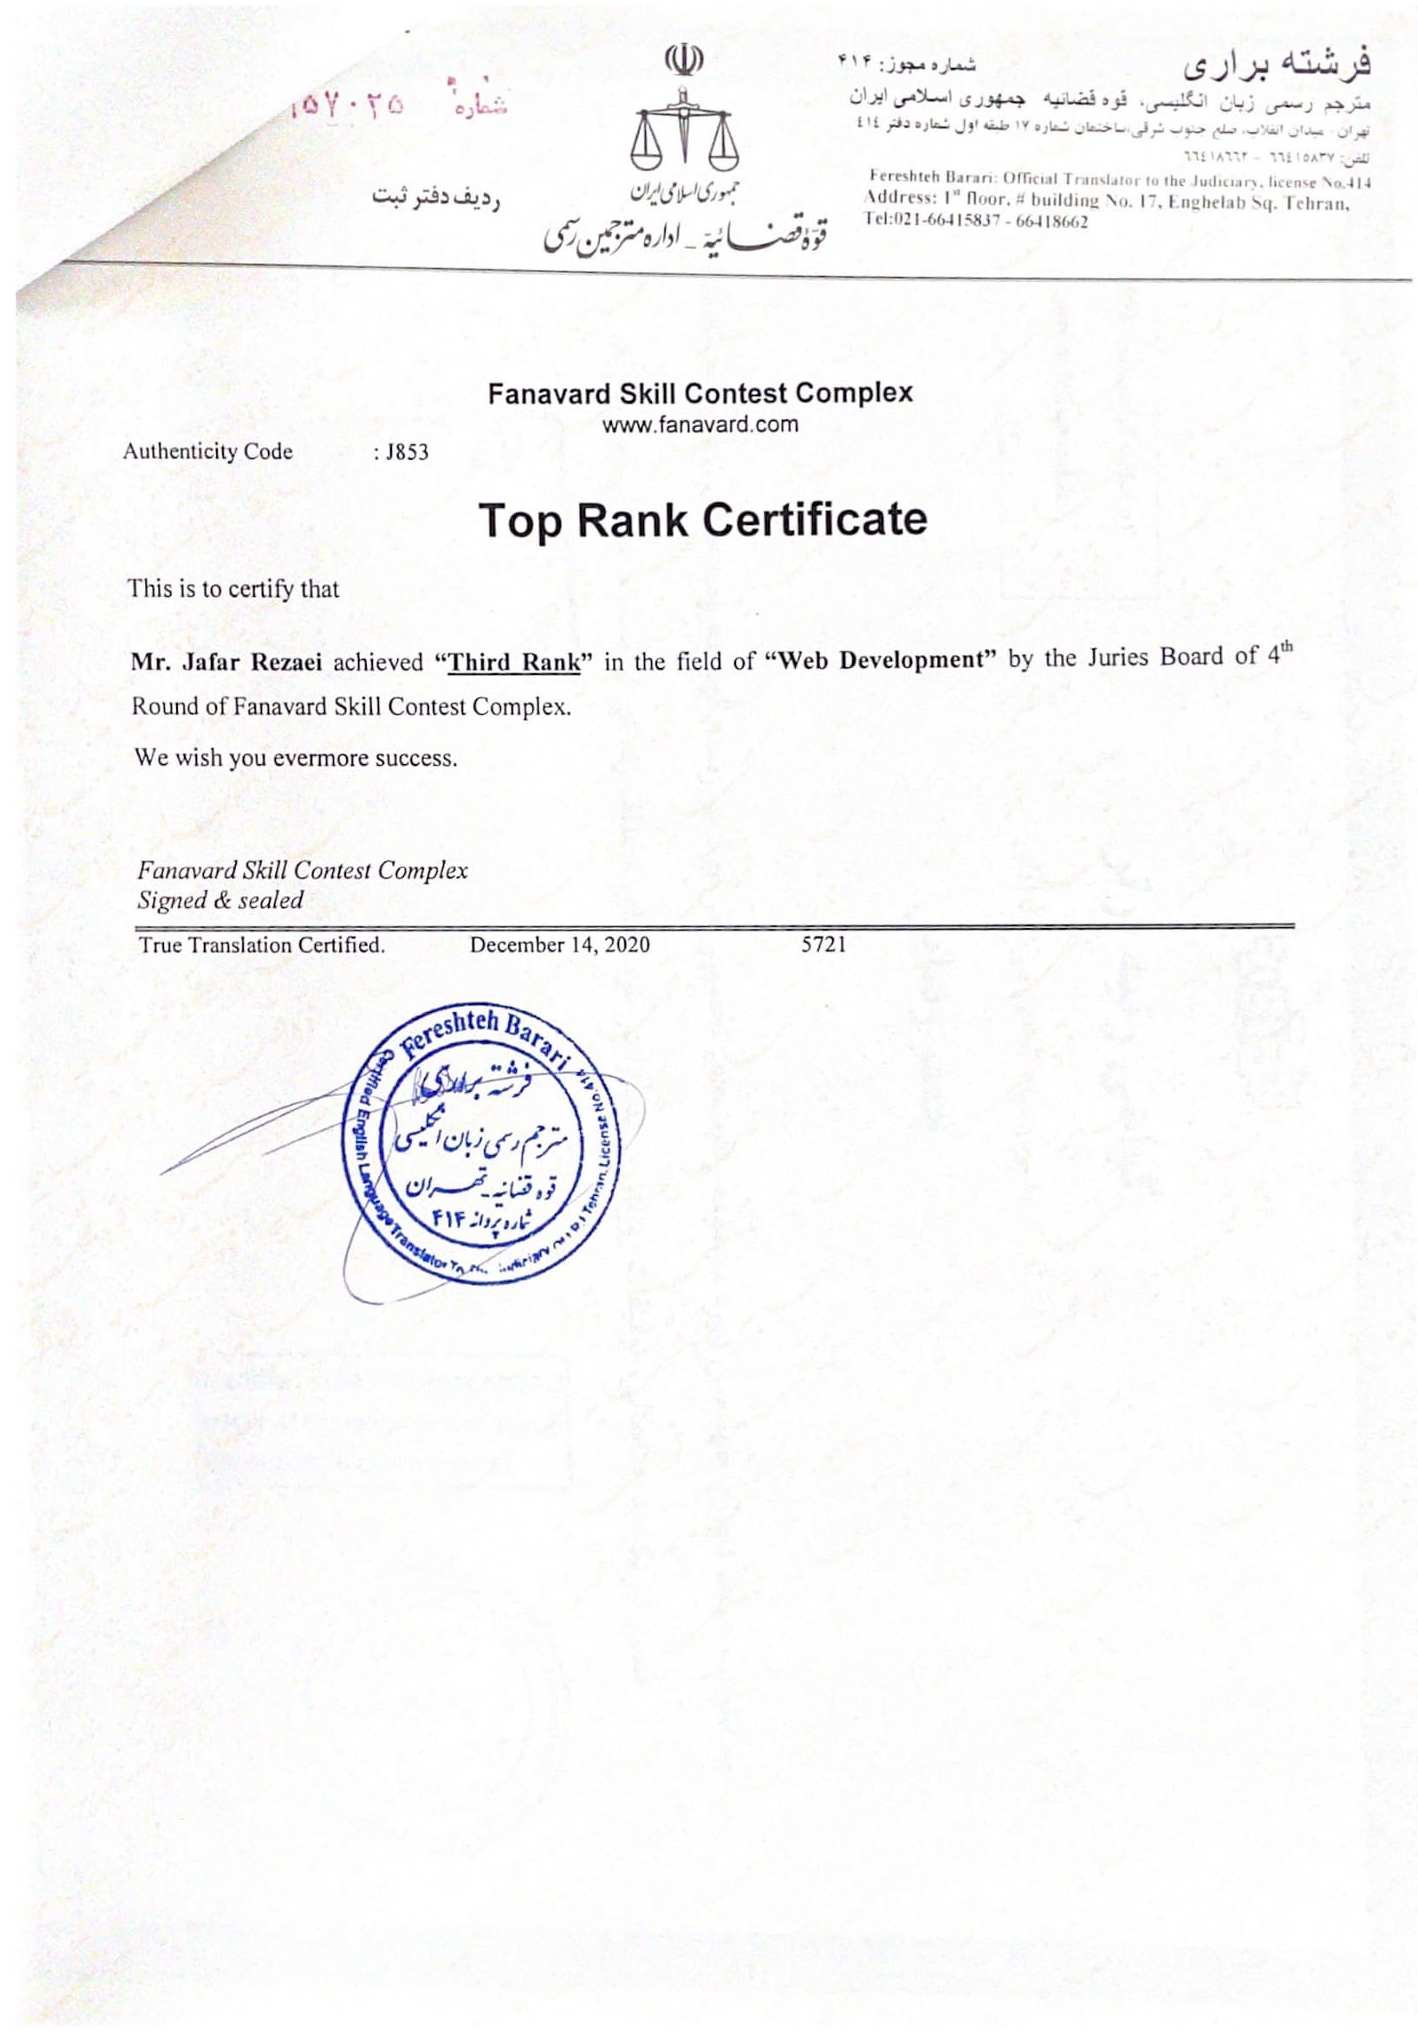 شماره
ردیف دفتر ثبت
جمهوری اسلامی ایران
قوّۀ قضائیّه _ اداره مترجمین رسمی
فرشته براری
شماره مجوز: ۴۱۴
مترجم رسمی زبان انگلیسی، قوه قضائیه جمهوری اسلامی ایران
تهران - میدان انقلاب، ضلع جنوب شرقی،ساختمان شماره ۱۷ طبقه اول شماره دفتر ٤١٤
تلفن: ٦٦٤١٥٨٣٧ - ٦٦٤١٨٦٦٢
Fereshteh Barari: Official Translator to the Judiciary, license No.414
Address: 1st floor, # building No. 17, Enghelab Sq. Tehran,
Tel:021-66415837 - 66418662
Fanavard Skill Contest Complex
www.fanavard.com
Authenticity Code : J853
Top Rank Certificate
This is to certify that
Mr. Jafar Rezaei achieved “Third Rank” in the field of “Web Development” by the Juries Board of 4th
Round of Fanavard Skill Contest Complex.
We wish you evermore success.
Fanavard Skill Contest Complex
Signed & sealed
True Translation Certified. December 14, 2020 5721
Fereshteh Barari
Certified English Language Translator To Tehran. License No.414
فرشته براری
مترجم رسمی زبان انگلیسی
قوه قضائیه - تهران
شماره پروانه ۴۱۴